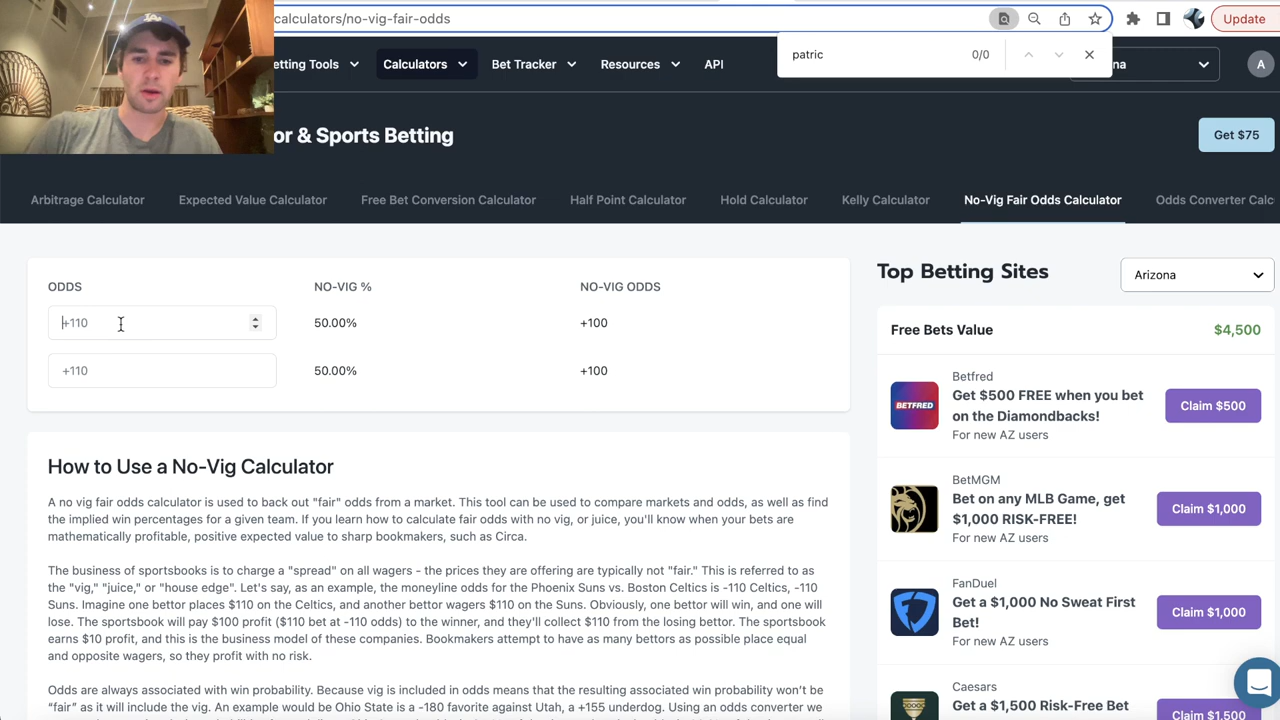 calculators/no-vig-fair-odds
Update
patric
0/0
etting Tools
Calculators
Bet Tracker
Resources
API
na
A
or & Sports Betting
Get $75
Arbitrage Calculator
Expected Value Calculator
Free Bet Conversion Calculator
Half Point Calculator
Hold Calculator
Kelly Calculator
No-Vig Fair Odds Calculator
Odds Converter Calc
ODDS
NO-VIG %
NO-VIG ODDS
+110
50.00%
+100
+110
50.00%
+100
How to Use a No-Vig Calculator
A no vig fair odds calculator is used to back out "fair" odds from a market. This tool can be used to compare markets and odds, as well as find
the implied win percentages for a given team. If you learn how to calculate fair odds with no vig, or juice, you'll know when your bets are
mathematically profitable, positive expected value to sharp bookmakers, such as Circa.
The business of sportsbooks is to charge a "spread" on all wagers - the prices they are offering are typically not "fair." This is referred to as
the "vig," "juice," or "house edge". Let's say, as an example, the moneyline odds for the Phoenix Suns vs. Boston Celtics is -110 Celtics, -110
Suns. Imagine one bettor places $110 on the Celtics, and another bettor wagers $110 on the Suns. Obviously, one bettor will win, and one will
lose. The sportsbook will pay $100 profit ($110 bet at -110 odds) to the winner, and they'll collect $110 from the losing bettor. The sportsbook
earns $10 profit, and this is the business model of these companies. Bookmakers attempt to have as many bettors as possible place equal
and opposite wagers, so they profit with no risk.
Odds are always associated with win probability. Because vig is included in odds means that the resulting associated win probability won't be
"fair" as it will include the vig. An example would be Ohio State is a -180 favorite against Utah, a +155 underdog. Using an odds converter we
Top Betting Sites
Arizona
Free Bets Value
$4,500
BETFRED
Betfred
Get $500 FREE when you bet
on the Diamondbacks!
For new AZ users
Claim $500
BetMGM
Bet on any MLB Game, get
$1,000 RISK-FREE!
For new AZ users
Claim $1,000
FanDuel
Get a $1,000 No Sweat First
Bet!
For new AZ users
Claim $1,000
Caesars
Get a $1,500 Risk-Free Bet
Claim $1,500